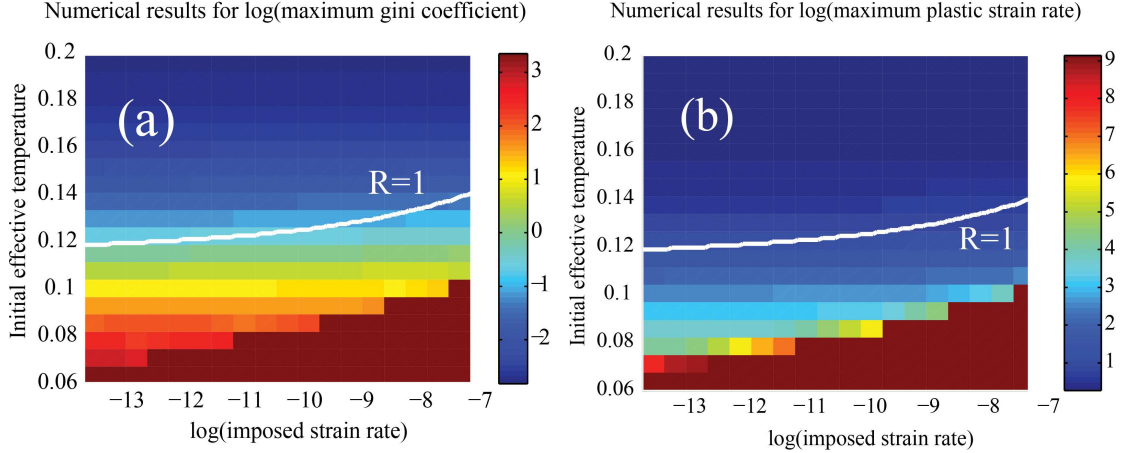 Numerical results for log(maximum gini coefficient)
Initial effective temperature
0.2
0.18
0.16
0.14
0.12
0.1
0.08
0.06
(a)
R=1
3
2
1
0
−1
−2
−13 −12 −11 −10 −9 −8 −7
log(imposed strain rate)
Numerical results for log(maximum plastic strain rate)
Initial effective temperature
0.2
0.18
0.16
0.14
0.12
0.1
0.08
0.06
(b)
R=1
9
8
7
6
5
4
3
2
1
−13 −12 −11 −10 −9 −8 −7
log(imposed strain rate)